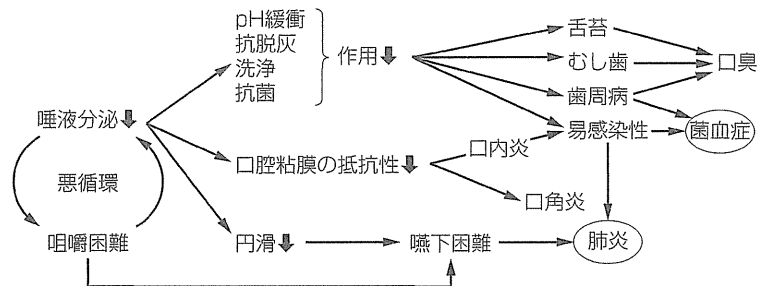 pH緩衝
抗脱灰
洗浄
抗菌
作用⬇
舌苔
むし歯
歯周病
易感染性
口臭
菌血症
唾液分泌⬇
悪循環
咀嚼困難
口腔粘膜の抵抗性⬇
口内炎
口角炎
円滑⬇
嚥下困難
肺炎